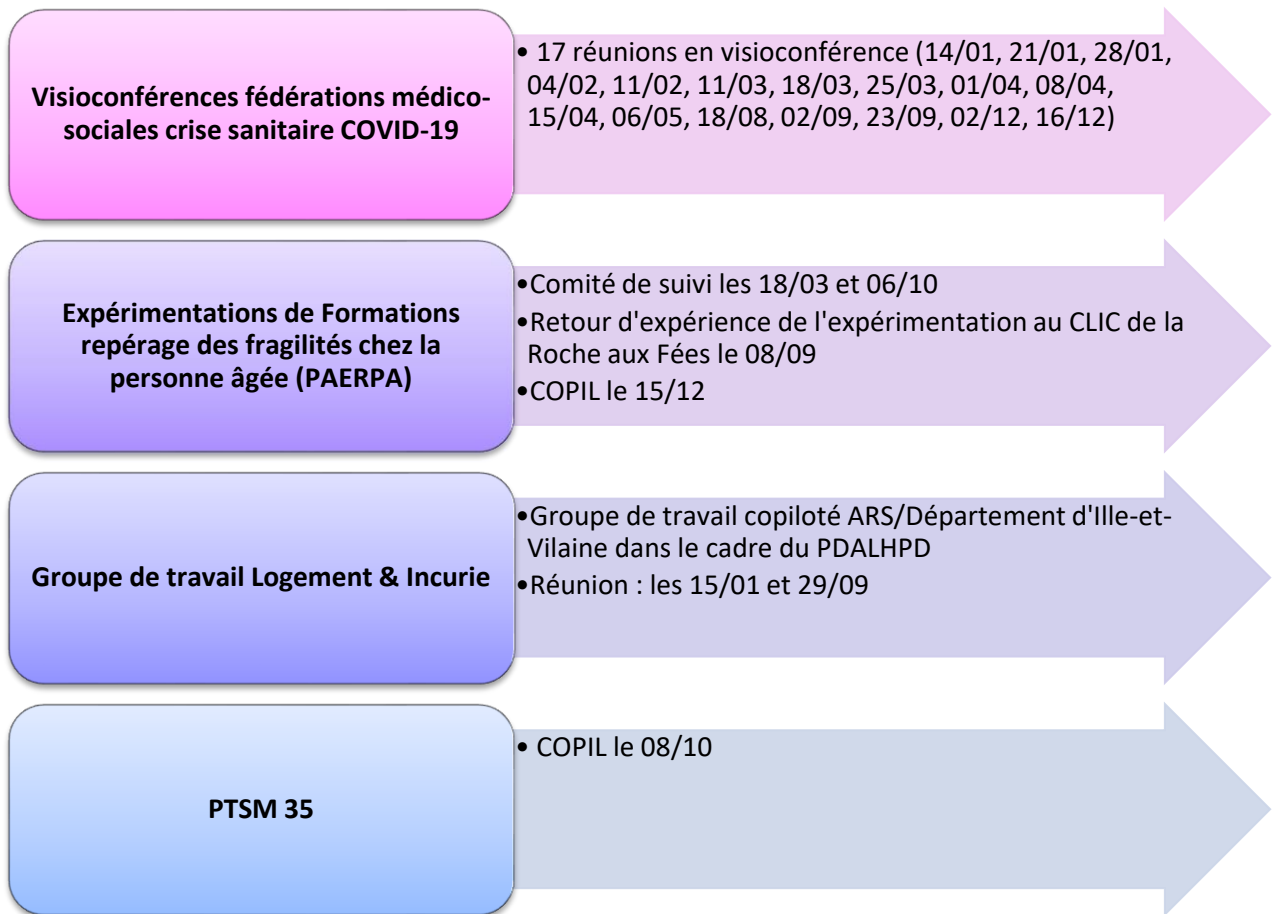 Visioconférences fédérations médico-
sociales crise sanitaire COVID-19
• 17 réunions en visioconférence (14/01, 21/01, 28/01,
04/02, 11/02, 11/03, 18/03, 25/03, 01/04, 08/04,
15/04, 06/05, 18/08, 02/09, 23/09, 02/12, 16/12)
Expérimentations de Formations
repérage des fragilités chez la
personne âgée (PAERPA)
•Comité de suivi les 18/03 et 06/10
•Retour d'expérience de l'expérimentation au CLIC de la
Roche aux Fées le 08/09
•COPIL le 15/12
Groupe de travail Logement & Incurie
•Groupe de travail copiloté ARS/Département d'Ille-et-
Vilaine dans le cadre du PDALHPD
•Réunion : les 15/01 et 29/09
PTSM 35
• COPIL le 08/10